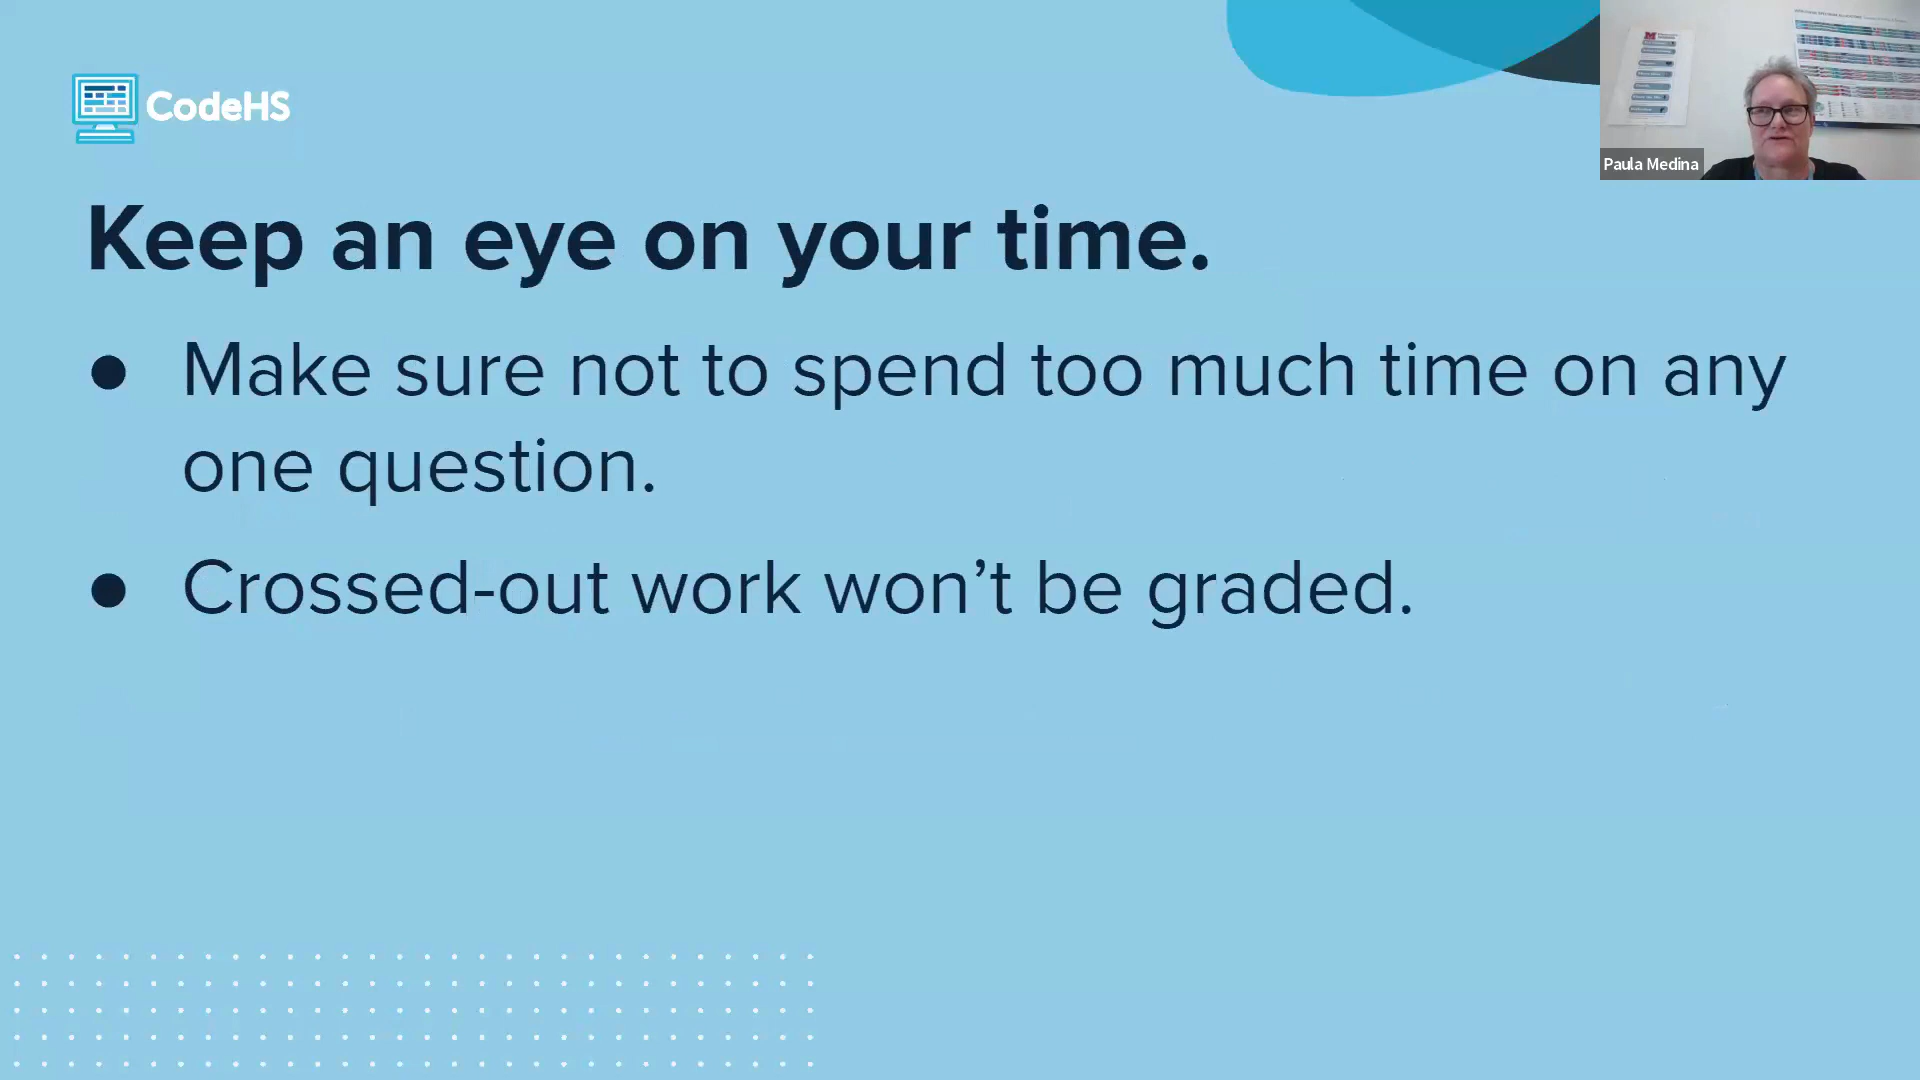 CodeHS
Paula Medina
Keep an eye on your time.
● Make sure not to spend too much time on any
one question.
● Crossed-out work won’t be graded.